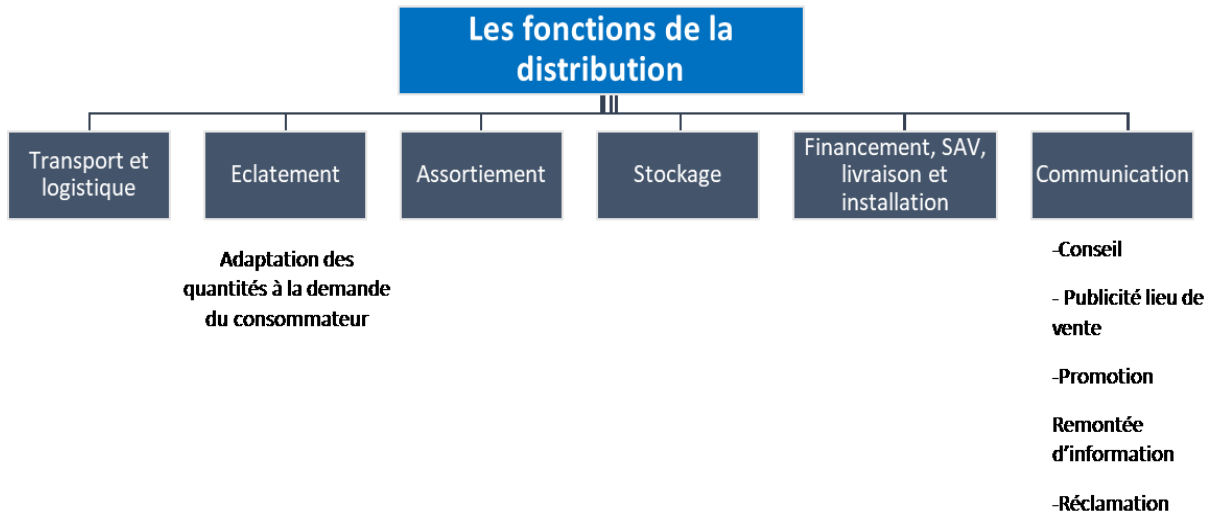 Les fonctions de la
distribution
Transport et
logistique
Eclatement
Assortiement
Stockage
Financement, SAV,
livraison et
installation
Communication
Adaptation des
quantités à la demande
du consommateur
-Conseil
- Publicité lieu de
vente
-Promotion
Remontée
d'information
-Réclamation